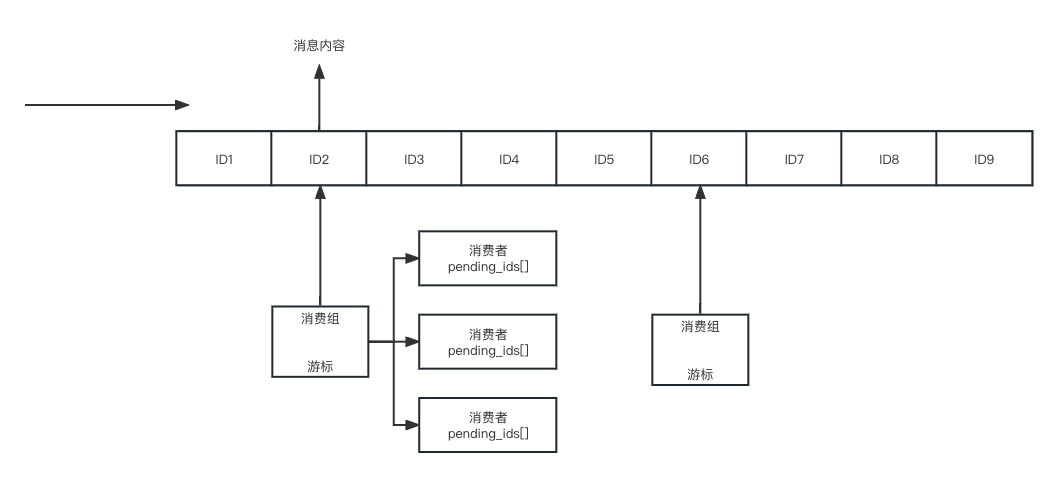 消息内容
ID1
ID2
ID3
ID4
ID5
ID6
ID7
ID8
ID9
消费者
pending_ids[]
消费组
游标
消费者
pending_ids[]
消费者
pending_ids[]
消费组
游标